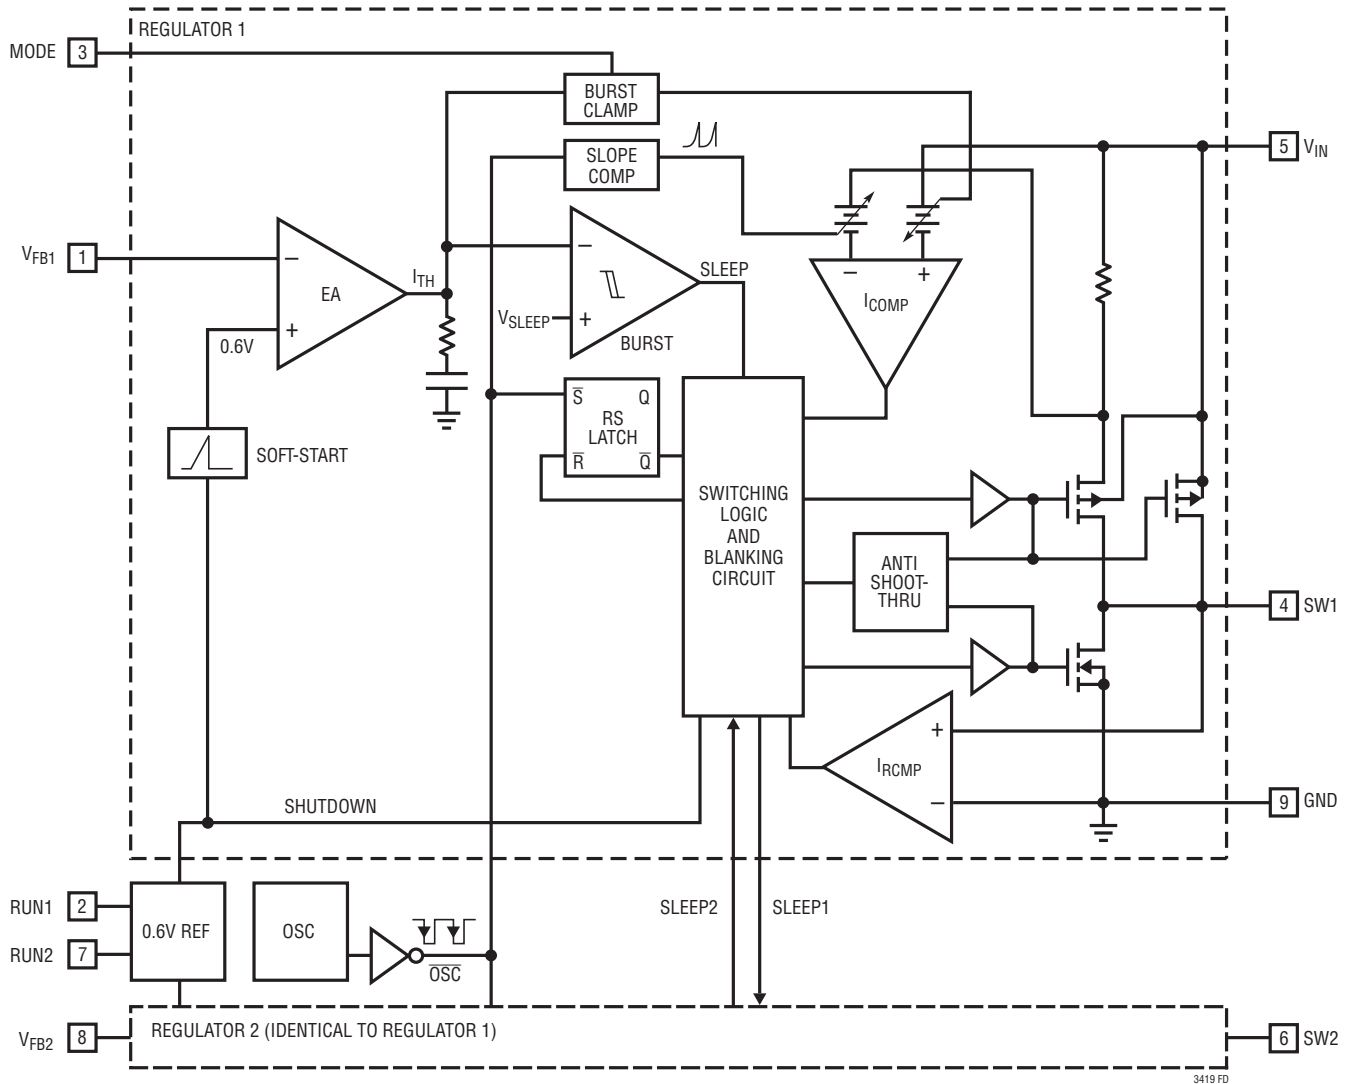 REGULATOR 1
MODE 3
BURST
CLAMP
SLOPE
COMP
5 VIN
VFB1 1
−
EA
+
0.6V
ITH
−
VSLEEP
+
BURST
SLEEP
−
+
ICOMP
S̅ Q
RS
LATCH
R̅ Q̅
SOFT-START
SWITCHING
LOGIC
AND
BLANKING
CIRCUIT
ANTI
SHOOT-
THRU
4 SW1
+
IRCMP
−
9 GND
SHUTDOWN
RUN1 2
RUN2 7
0.6V REF
OSC
O̅S̅C̅
SLEEP2
SLEEP1
VFB2 8
REGULATOR 2 (IDENTICAL TO REGULATOR 1)
6 SW2
3419 FD